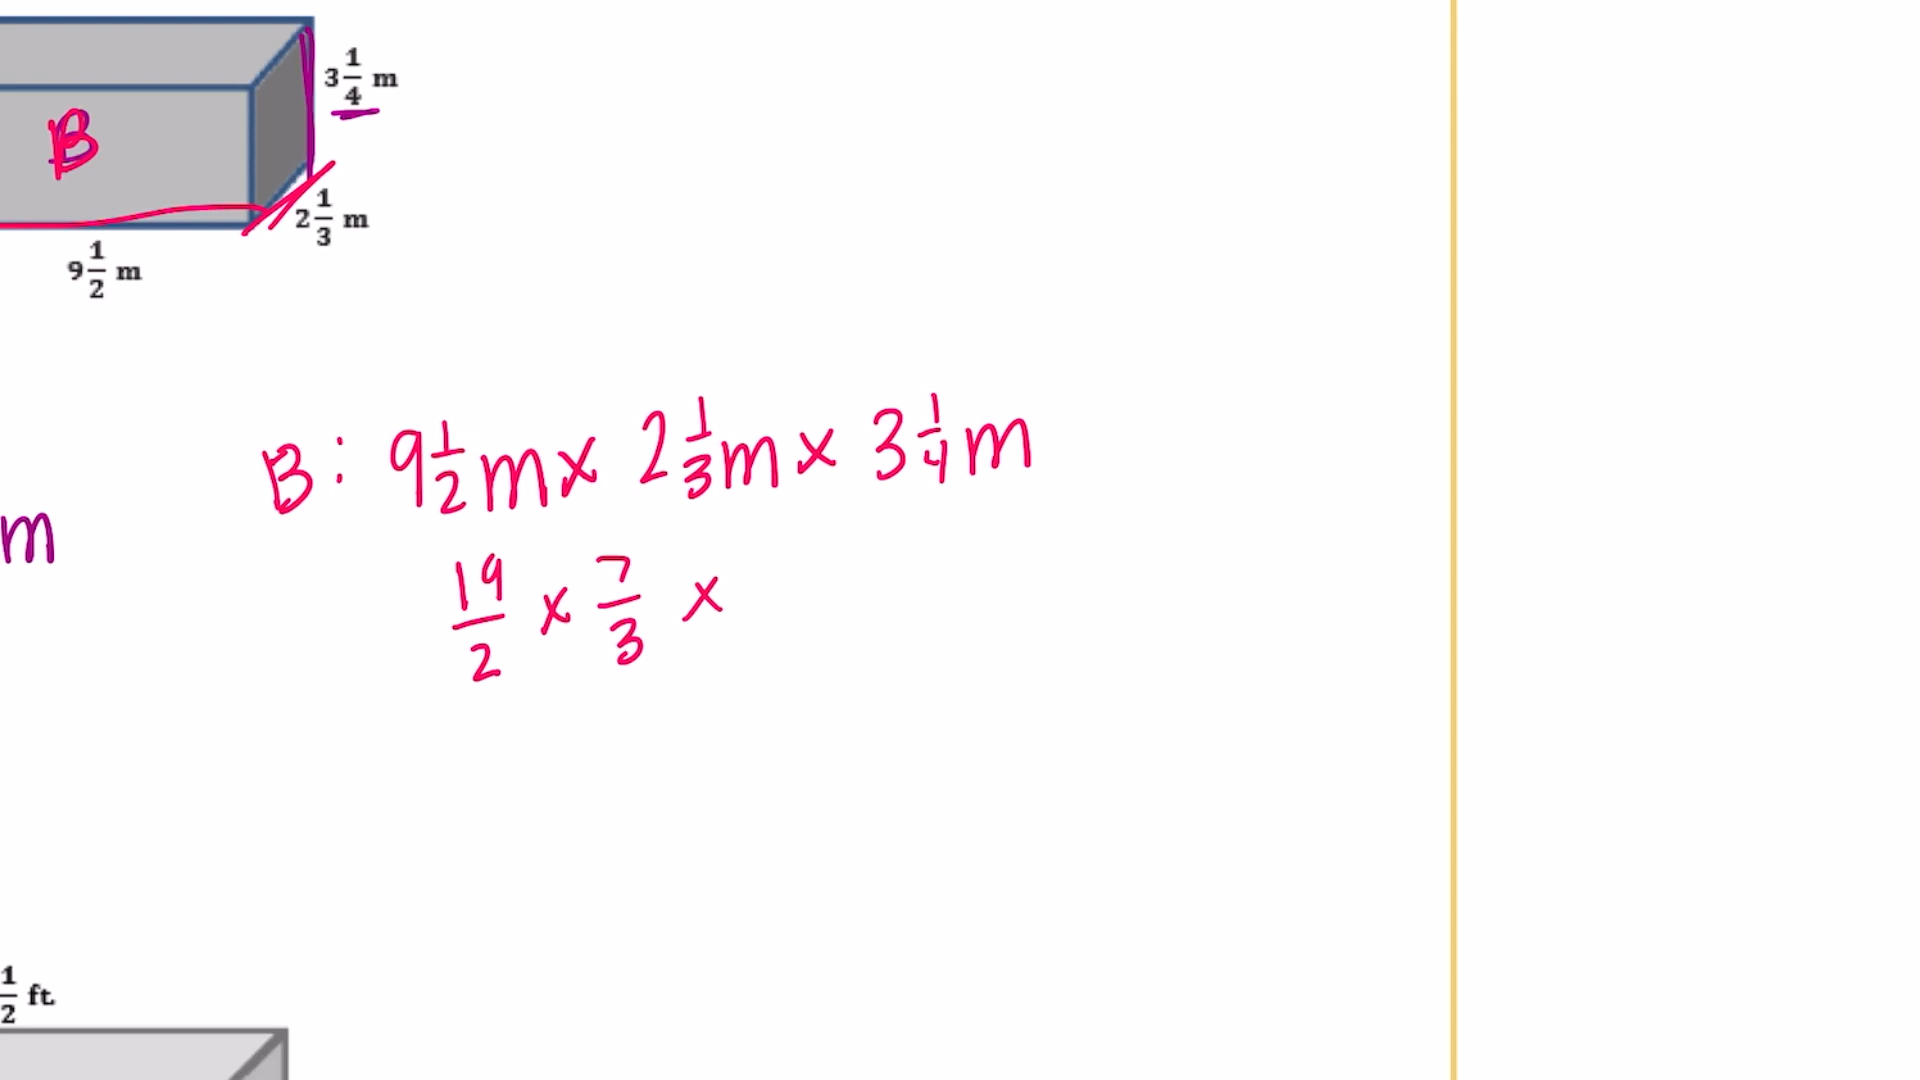 3 1/4 m
B
2 1/3 m
9 1/2 m
B: 9 1/2 m x 2 1/3 m x 3 1/4 m
m
19/2 x 7/3 x
1/2 ft.